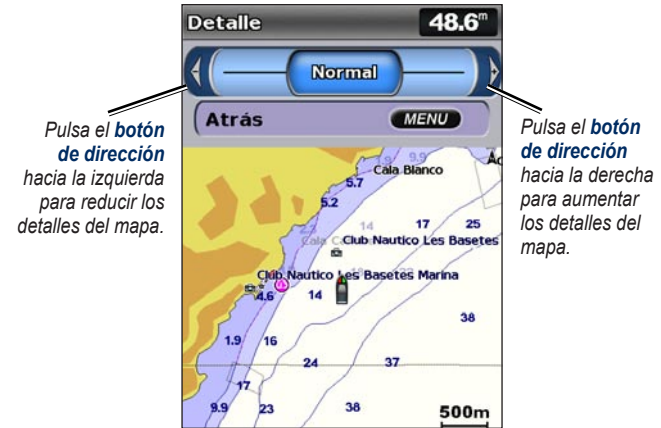 Detalle
48.6m
Normal
Atrás
MENU
Pulsa el botón
de dirección
hacia la izquierda
para reducir los
detalles del mapa.
Pulsa el botón
de dirección
hacia la derecha
para aumentar
los detalles del
mapa.
9.9
5.7
Cala Blanco
5.2
14
17
25
Club Nautico Les Basetes
Club Nautico Les Basetes Marina
4.6
14
38
1.9
16
24
37
17
9.9
23
38
500m